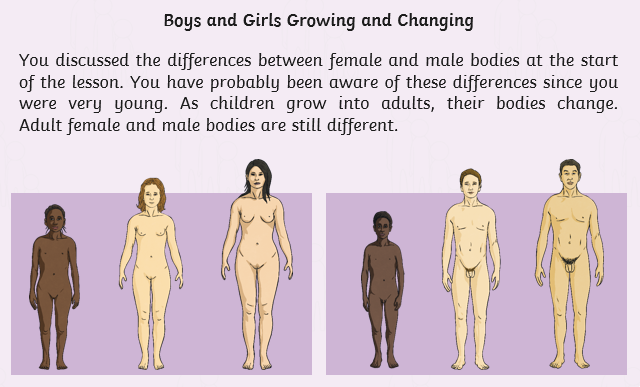 Boys and Girls Growing and Changing
You discussed the differences between female and male bodies at the start
of the lesson. You have probably been aware of these differences since you
were very young. As children grow into adults, their bodies change.
Adult female and male bodies are still different.